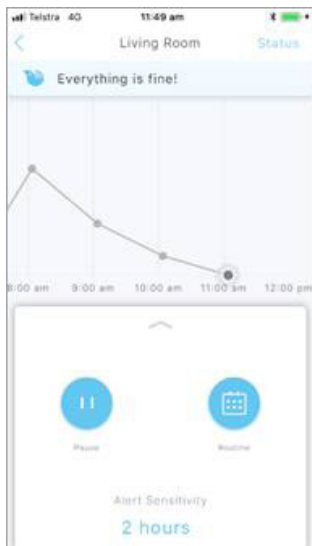 Telstra 4G 11:49 am
Living Room Status
Everything is fine!
8:00 am 9:00 am 10:00 am 11:00 am 12:00 pm
Pause Routine
Alert Sensitivity
2 hours